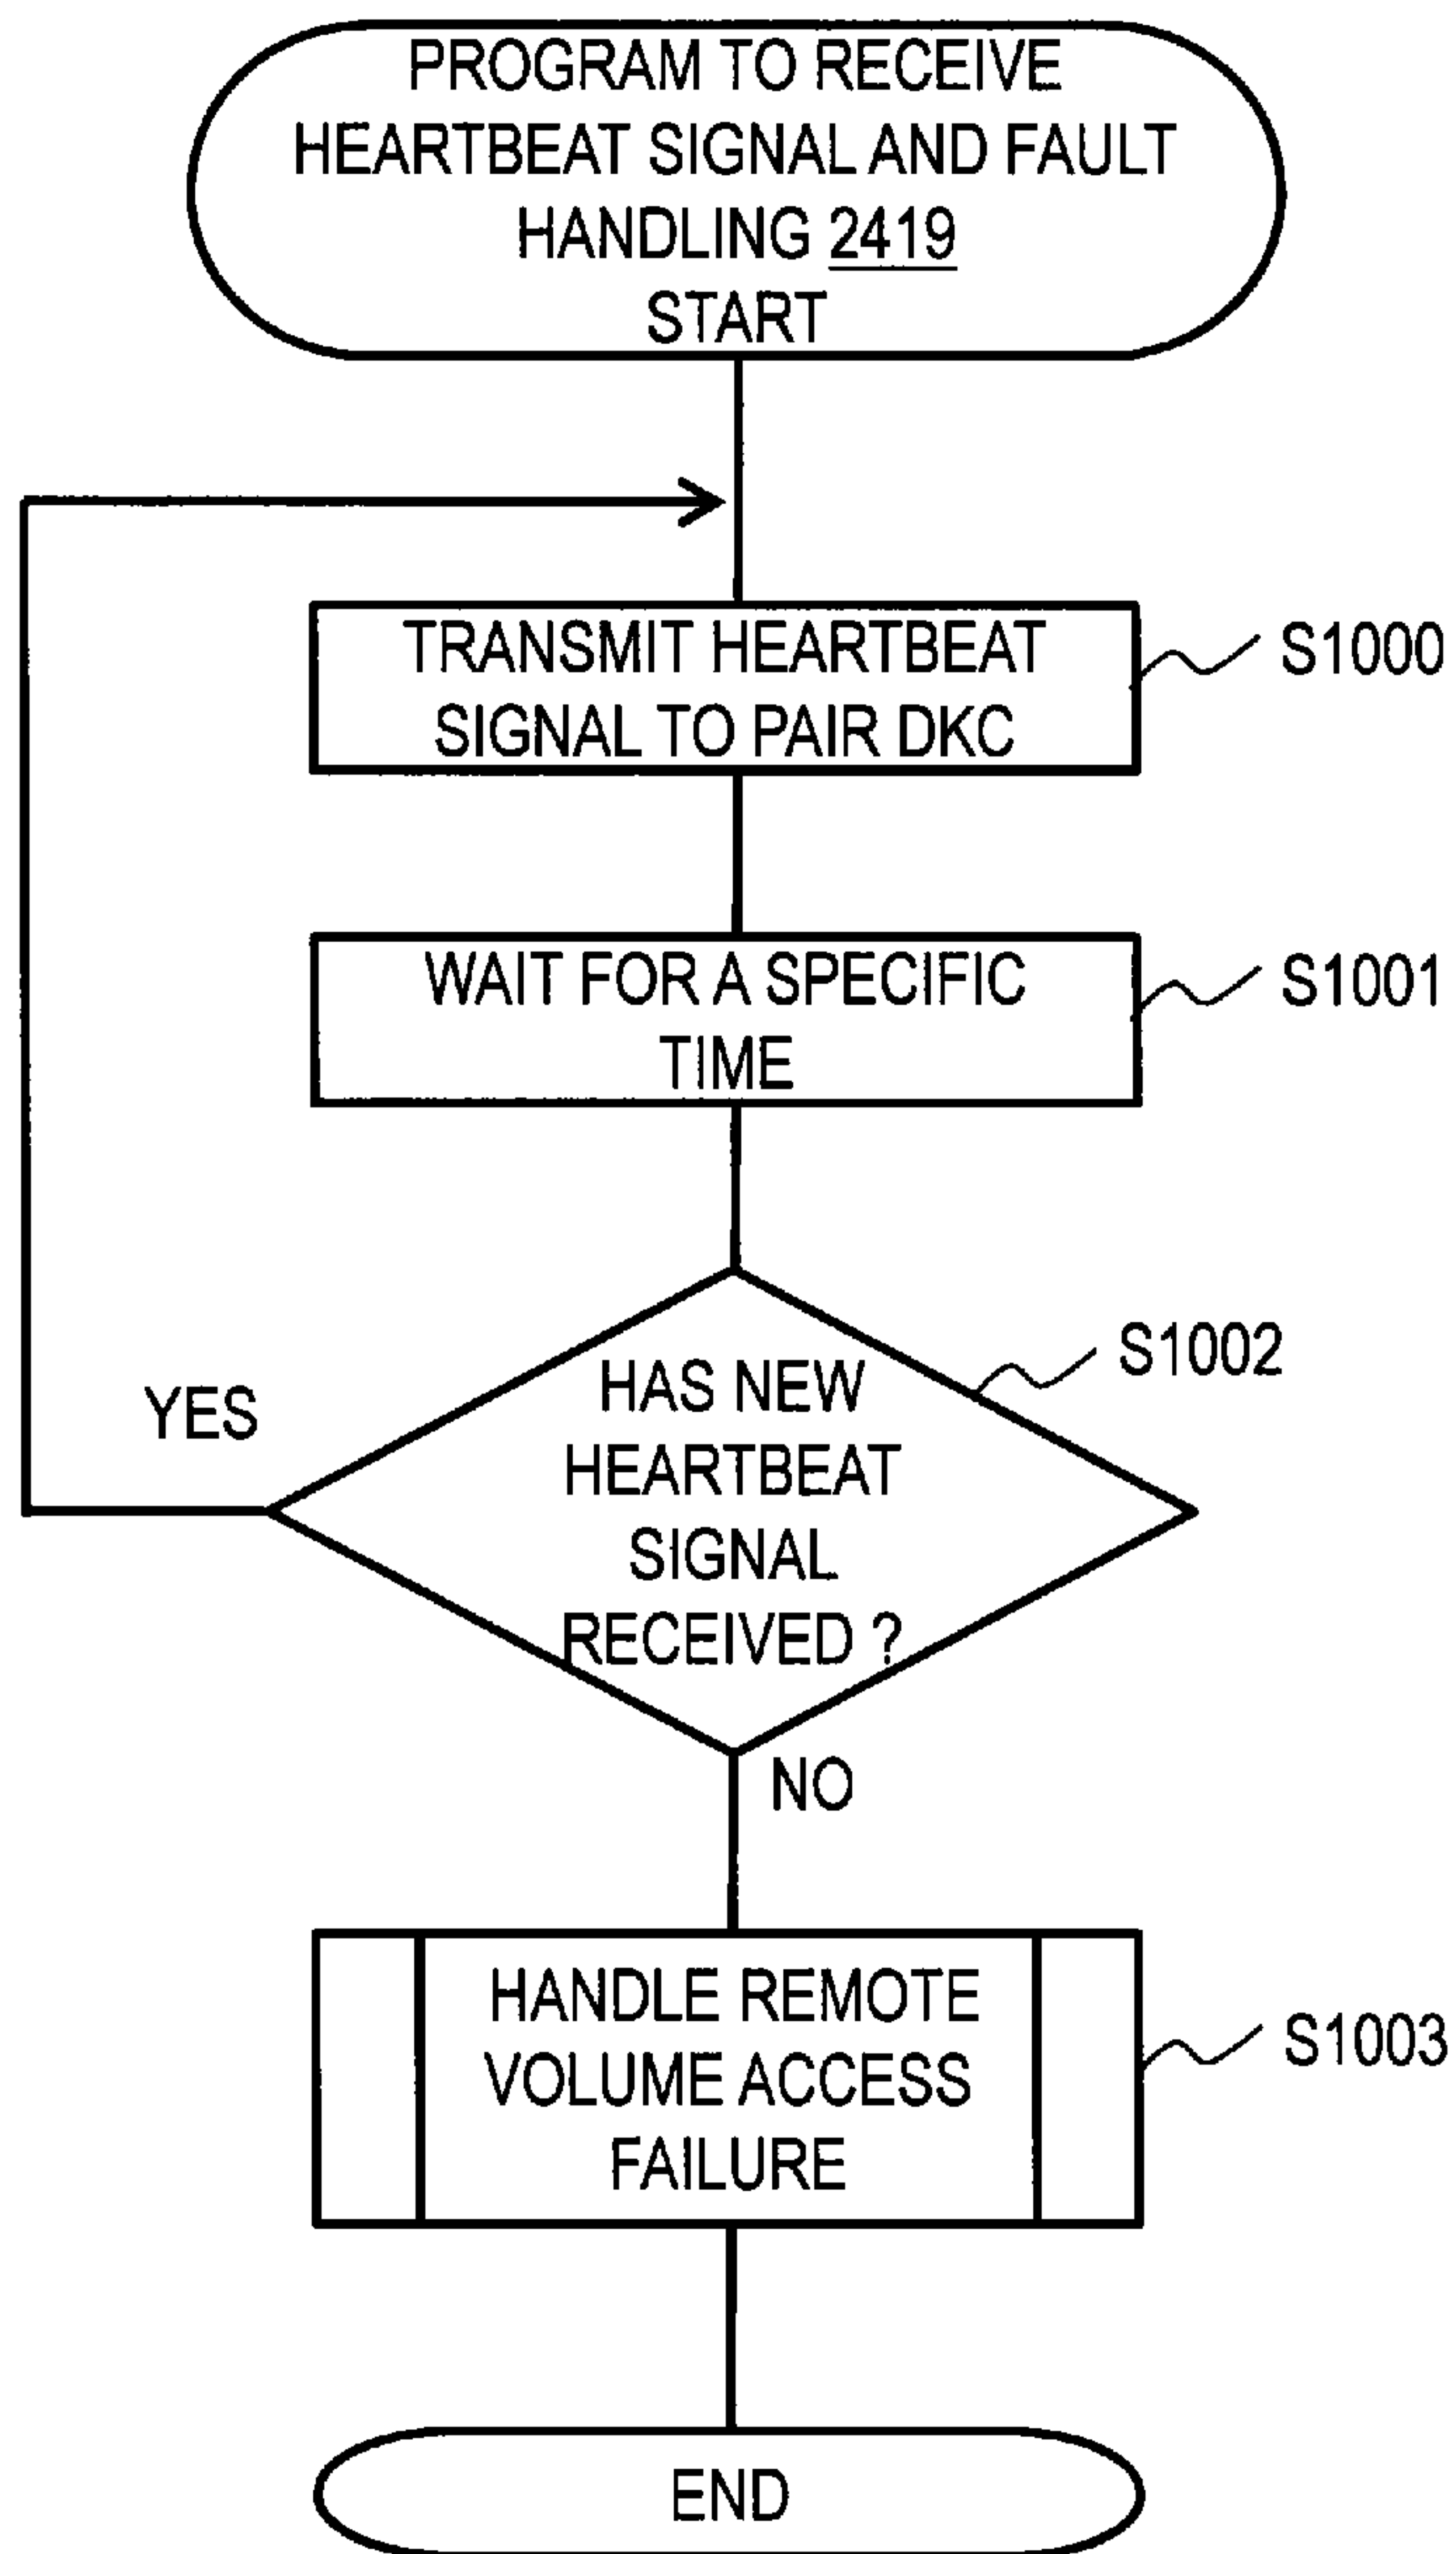 PROGRAM TO RECEIVE
HEARTBEAT SIGNAL AND FAULT
HANDLING 2419
START
TRANSMIT HEARTBEAT
SIGNAL TO PAIR DKC
S1000
WAIT FOR A SPECIFIC
TIME
S1001
HAS NEW
HEARTBEAT
SIGNAL
RECEIVED ?
S1002
YES
NO
HANDLE REMOTE
VOLUME ACCESS
FAILURE
S1003
END